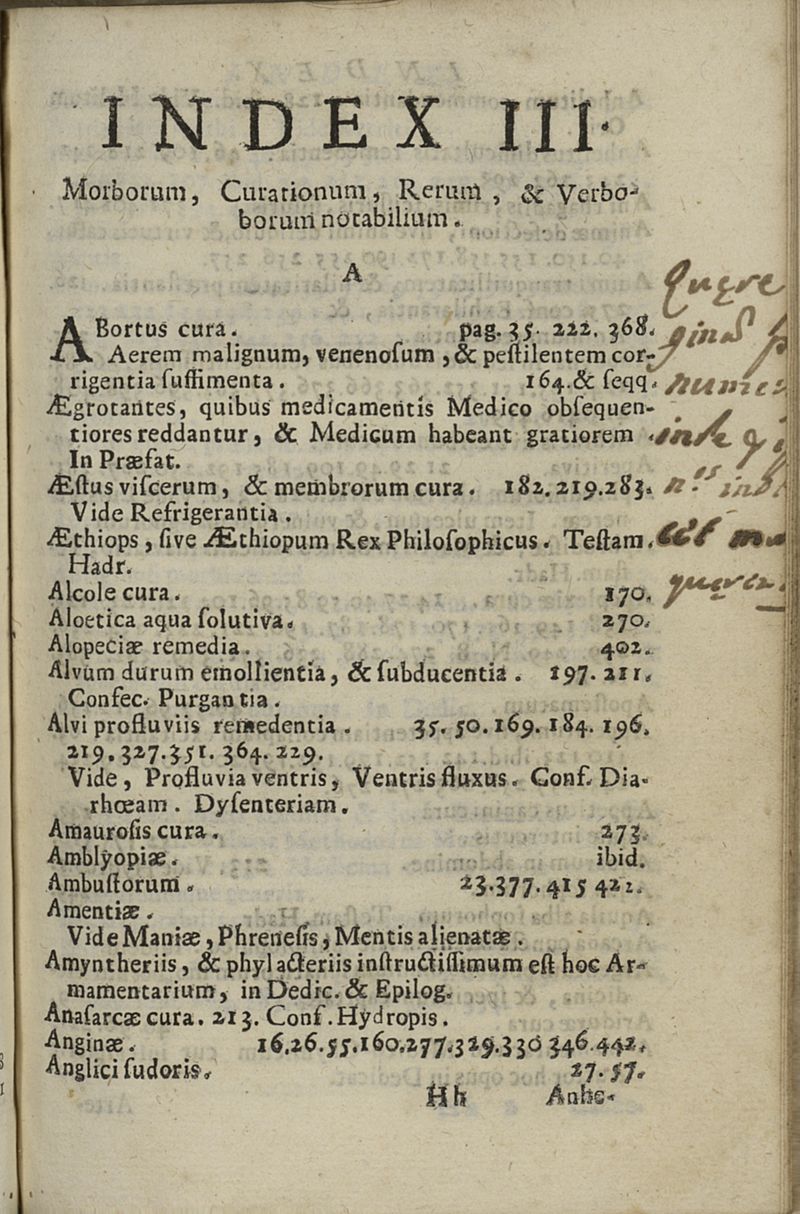 INDEX III.
Morborum, Curationum, Rerum, & Verbo-
borum notabilium.
A
ABortus cura. pag. 35. 222. 368.
Aerem malignum, venenoſum, & peſtilentem cor-
rigentia ſuffimenta. 164. & ſeqq.
Ægrotantes, quibus medicamentis Medico obſequen-
tiores reddantur, & Medicum habeant gratiorem.
In Præfat.
Æſtus viſcerum, & membrorum cura. 182. 219. 283.
Vide Refrigerantia.
Æthiops, ſive Æthiopum Rex Philoſophicus. Teſtam.
Hadr.
Alcole cura. 170.
Aloetica aqua ſolutiva. 270.
Alopeciæ remedia. 402.
Alvum durum emollientia, & ſubducentia. 197. 211.
Confec. Purgantia.
Alvi profluviis remedentia. 35. 50. 169. 184. 196.
219. 327. 351. 364. 229.
Vide, Profluvia ventris, Ventris fluxus. Conf. Dia-
rhœam. Dyſenteriam.
Amauroſis cura. 273.
Amblyopiæ. ibid.
Ambuſtorum. 23. 377. 415 422.
Amentiæ.
Vide Maniæ, Phreneſis, Mentis alienatæ.
Amyntheriis, & phylacteriis inſtructiſſimum eſt hoc Ar-
mamentarium, in Dedic. & Epilog.
Anaſarcæ cura. 213. Conf. Hydropis.
Anginæ. 16. 26. 55. 160. 277. 329. 330 346. 442.
Anglici ſudoris. 27. 57.
Hh Anhe-
Quęre